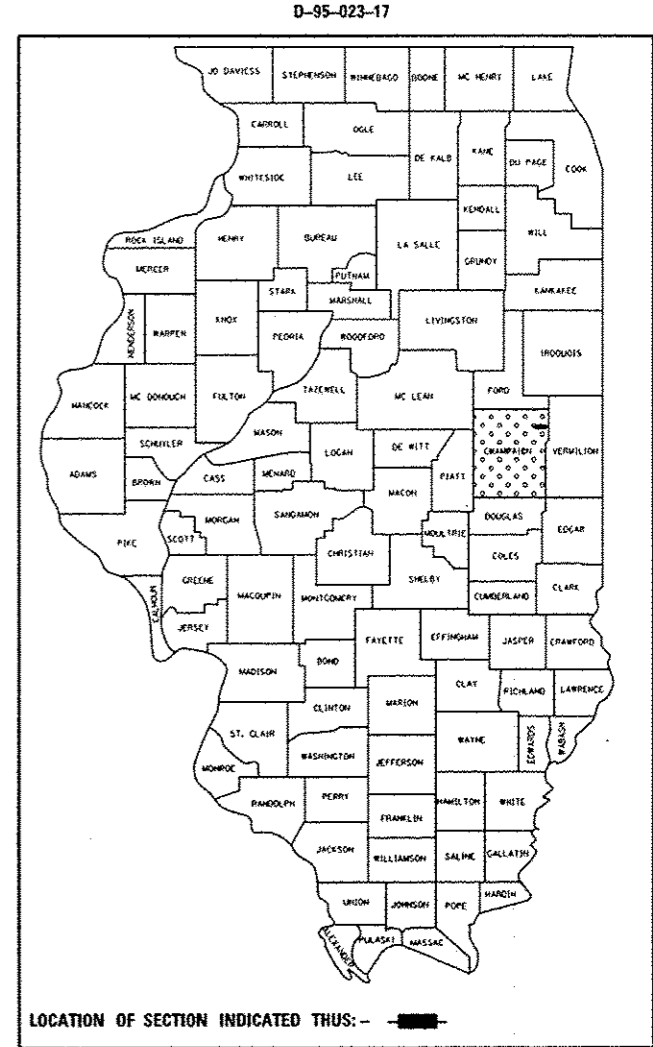 D-95-023-17
JO DAVIESS STEPHENSON WINNEBAGO BOONE MC HENRY LAKE
CARROLL OGLE
DE KALB KANE DU PAGE COOK
WHITESIDE LEE
KENDALL
ROCK ISLAND HENRY BUREAU LA SALLE GRUNDY WILL
MERCER PUTNAM
STARK MARSHALL KANKAKEE
HENDERSON WARREN KNOX PEORIA WOODFORD LIVINGSTON
IROQUOIS
HANCOCK MC DONOUGH FULTON TAZEWELL MC LEAN FORD
SCHUYLER MASON
ADAMS BROWN CASS MENARD LOGAN DE WITT PIATT CHAMPAIGN VERMILION
MACON
PIKE SCOTT MORGAN SANGAMON MOULTRIE DOUGLAS EDGAR
CHRISTIAN COLES
CALHOUN GREENE MACOUPIN MONTGOMERY SHELBY CUMBERLAND CLARK
JERSEY
FAYETTE EFFINGHAM JASPER CRAWFORD
MADISON BOND
CLAY RICHLAND LAWRENCE
CLINTON MARION
ST. CLAIR WAYNE EDWARDS WABASH
MONROE WASHINGTON JEFFERSON
RANDOLPH PERRY HAMILTON WHITE
FRANKLIN
JACKSON WILLIAMSON SALINE GALLATIN
UNION JOHNSON POPE HARDIN
ALEXANDER PULASKI MASSAC
LOCATION OF SECTION INDICATED THUS: -